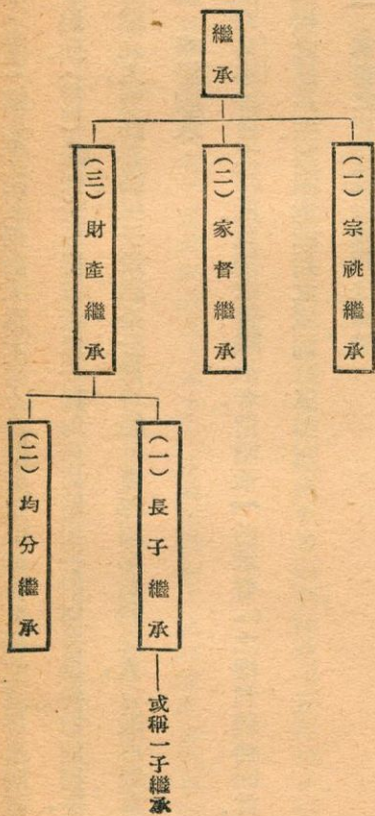 繼承
（一）宗祧繼承
（二）家督繼承
（三）財產繼承
（一）長子繼承
或稱一子繼承
（二）均分繼承